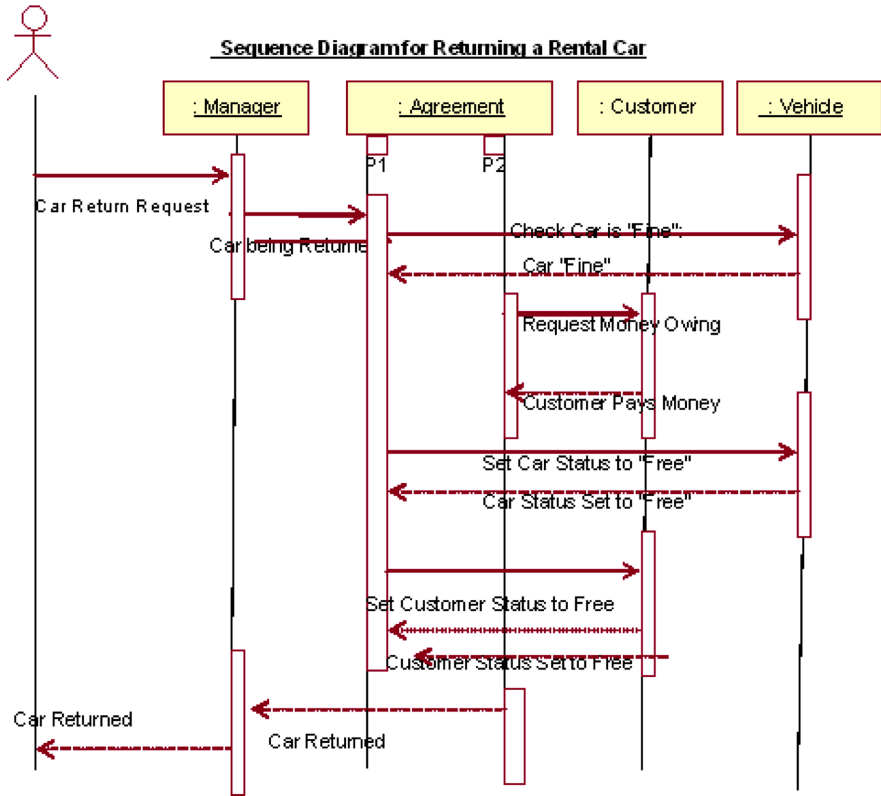 Sequence Diagram for Returning a Rental Car
: Manager
: Agreement
: Customer
: Vehicle
P1
P2
Car Return Request
Car being Returne
Check Car is "Fine":
Car "Fine"
Request Money Owing
Customer Pays Money
Set Car Status to "Free"
Car Status Set to "Free"
Set Customer Status to Free
Customer Status Set to Free
Car Returned
Car Returned